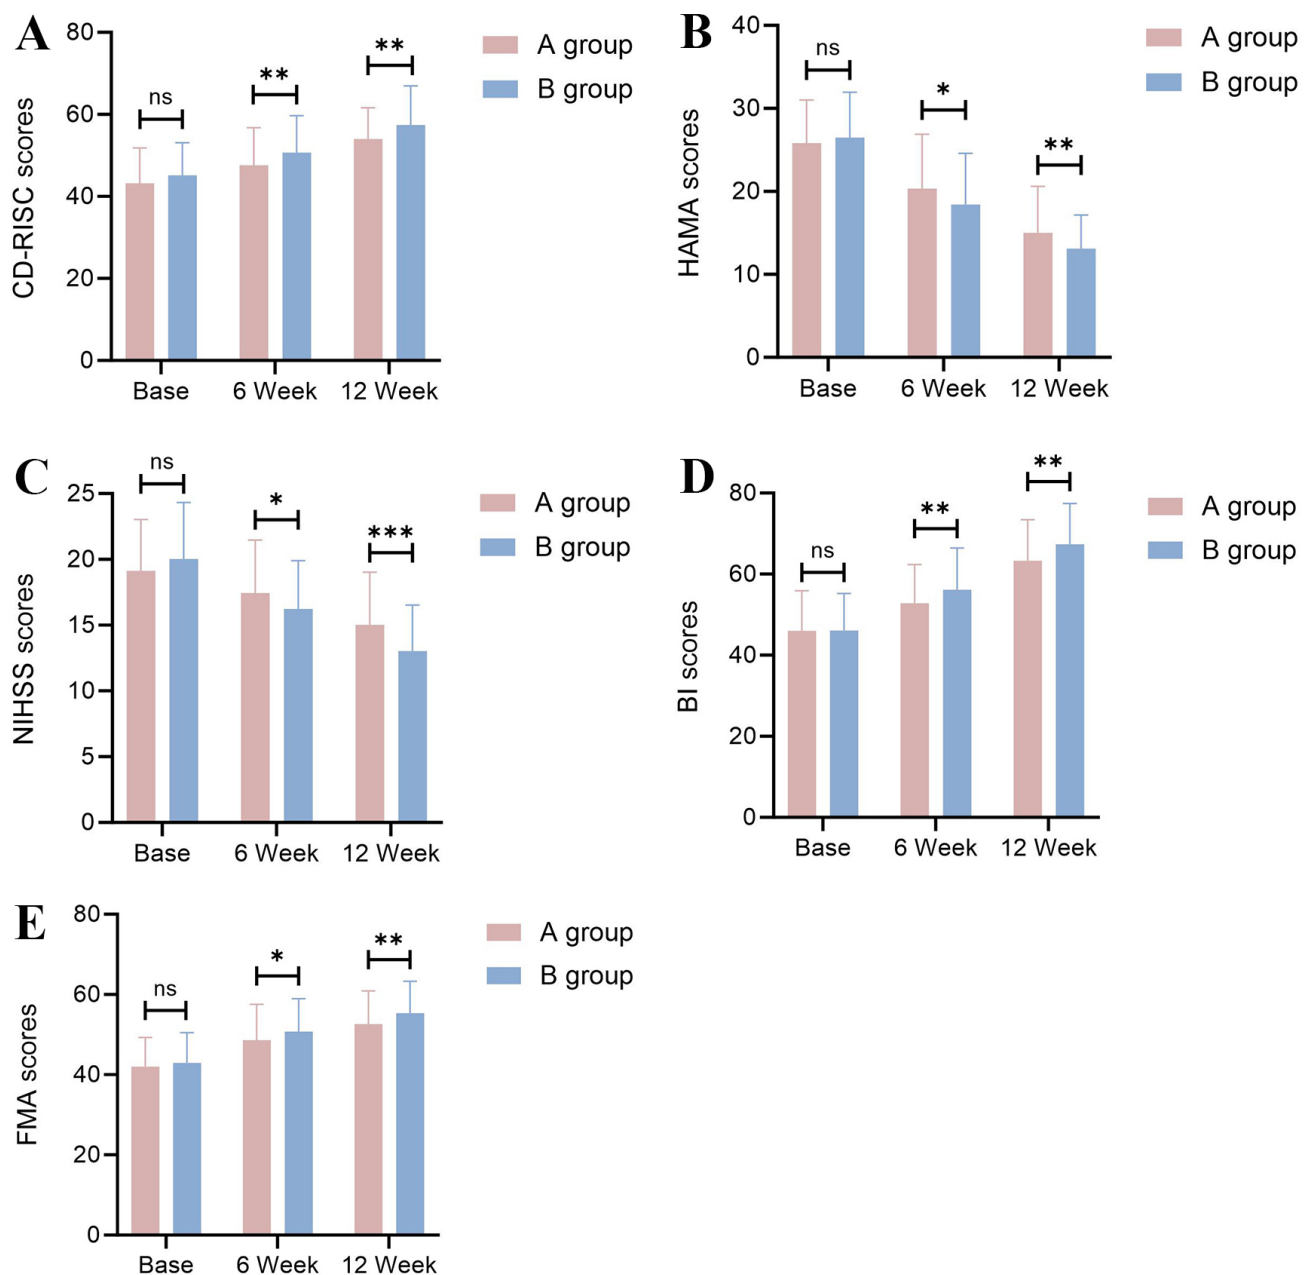 A
CD-RISC scores
80
60
40
20
0
ns
**
**
Base
6 Week
12 Week
A group
B group
B
HAMA scores
40
30
20
10
0
ns
*
**
Base
6 Week
12 Week
A group
B group
C
NIHSS scores
25
20
15
10
5
0
ns
*
***
Base
6 Week
12 Week
A group
B group
D
BI scores
80
60
40
20
0
ns
**
**
Base
6 Week
12 Week
A group
B group
E
FMA scores
80
60
40
20
0
ns
*
**
Base
6 Week
12 Week
A group
B group